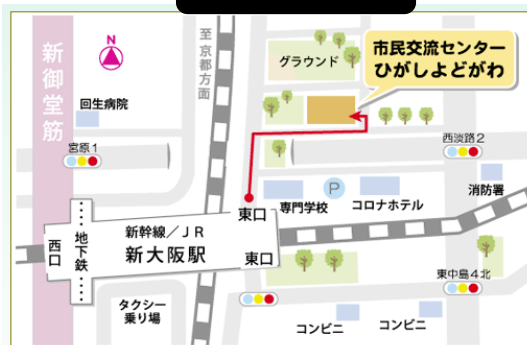 新御堂筋
N
至京都方面
グラウンド
市民交流センター
ひがしよどがわ
回生病院
宮原1
西淡路2
P
消防署
専門学校
コロナホテル
東口
新幹線/JR
新大阪駅
東口
西口
地下鉄
東中島4北
タクシー
乗り場
コンビニ
コンビニ